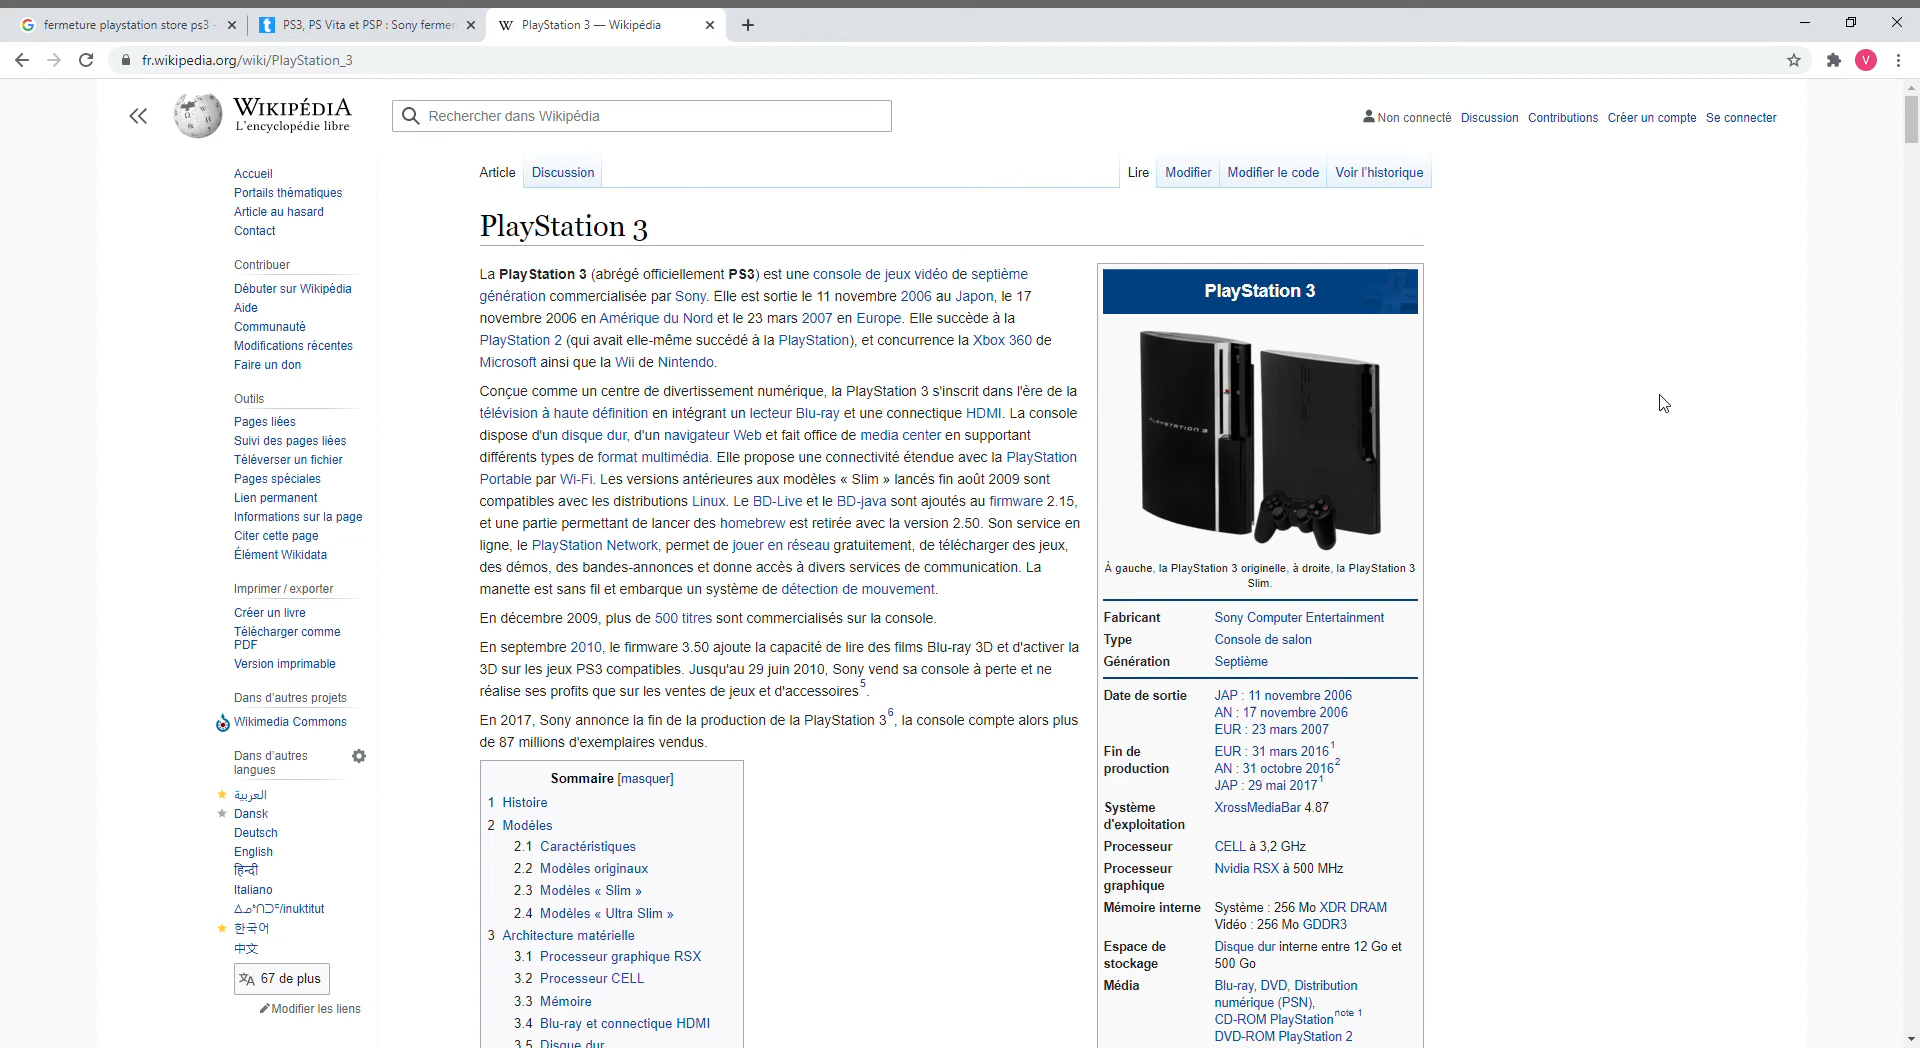 fermeture playstation store ps3 -
PS3, PS Vita et PSP : Sony fermer
PlayStation 3 — Wikipédia
fr.wikipedia.org/wiki/PlayStation_3
V
WIKIPÉDIA
L'encyclopédie libre
Rechercher dans Wikipédia
Non connecté Discussion Contributions Créer un compte Se connecter
Accueil
Portails thématiques
Article au hasard
Contact
Contribuer
Débuter sur Wikipédia
Aide
Communauté
Modifications récentes
Faire un don
Outils
Pages liées
Suivi des pages liées
Téléverser un fichier
Pages spéciales
Lien permanent
Informations sur la page
Citer cette page
Élément Wikidata
Imprimer / exporter
Créer un livre
Télécharger comme
PDF
Version imprimable
Dans d'autres projets
Wikimedia Commons
Dans d'autres
langues
العربية
Dansk
Deutsch
English
हिन्दी
Italiano
ᐃᓄᒃᑎᑐᑦ/inuktitut
한국어
中文
67 de plus
Modifier les liens
Article Discussion Lire Modifier Modifier le code Voir l'historique
PlayStation 3
La PlayStation 3 (abrégé officiellement PS3) est une console de jeux vidéo de septième
génération commercialisée par Sony. Elle est sortie le 11 novembre 2006 au Japon, le 17
novembre 2006 en Amérique du Nord et le 23 mars 2007 en Europe. Elle succède à la
PlayStation 2 (qui avait elle-même succédé à la PlayStation), et concurrence la Xbox 360 de
Microsoft ainsi que la Wii de Nintendo.
Conçue comme un centre de divertissement numérique, la PlayStation 3 s'inscrit dans l'ère de la
télévision à haute définition en intégrant un lecteur Blu-ray et une connectique HDMI. La console
dispose d'un disque dur, d'un navigateur Web et fait office de media center en supportant
différents types de format multimédia. Elle propose une connectivité étendue avec la PlayStation
Portable par Wi-Fi. Les versions antérieures aux modèles « Slim » lancés fin août 2009 sont
compatibles avec les distributions Linux. Le BD-Live et le BD-java sont ajoutés au firmware 2.15,
et une partie permettant de lancer des homebrew est retirée avec la version 2.50. Son service en
ligne, le PlayStation Network, permet de jouer en réseau gratuitement, de télécharger des jeux,
des démos, des bandes-annonces et donne accès à divers services de communication. La
manette est sans fil et embarque un système de détection de mouvement.
En décembre 2009, plus de 500 titres sont commercialisés sur la console.
En septembre 2010, le firmware 3.50 ajoute la capacité de lire des films Blu-ray 3D et d'activer la
3D sur les jeux PS3 compatibles. Jusqu'au 29 juin 2010, Sony vend sa console à perte et ne
réalise ses profits que sur les ventes de jeux et d'accessoires5.
En 2017, Sony annonce la fin de la production de la PlayStation 36, la console compte alors plus
de 87 millions d'exemplaires vendus.
Sommaire [masquer]
1 Histoire
2 Modèles
2.1 Caractéristiques
2.2 Modèles originaux
2.3 Modèles « Slim »
2.4 Modèles « Ultra Slim »
3 Architecture matérielle
3.1 Processeur graphique RSX
3.2 Processeur CELL
3.3 Mémoire
3.4 Blu-ray et connectique HDMI
3.5 Disque dur
PlayStation 3
PLAYSTATION 3
À gauche, la PlayStation 3 originelle, à droite, la PlayStation 3
Slim.
Fabricant Sony Computer Entertainment
Type Console de salon
Génération Septième
Date de sortie JAP : 11 novembre 2006
AN : 17 novembre 2006
EUR : 23 mars 2007
Fin de EUR : 31 mars 20161
production AN : 31 octobre 20162
JAP : 29 mai 20171
Système XrossMediaBar 4.87
d'exploitation
Processeur CELL à 3,2 GHz
Processeur Nvidia RSX à 500 MHz
graphique
Mémoire interne Système : 256 Mo XDR DRAM
Vidéo : 256 Mo GDDR3
Espace de Disque dur interne entre 12 Go et
stockage 500 Go
Média Blu-ray, DVD, Distribution
numérique (PSN),
CD-ROM PlayStationnote 1
DVD-ROM PlayStation 2